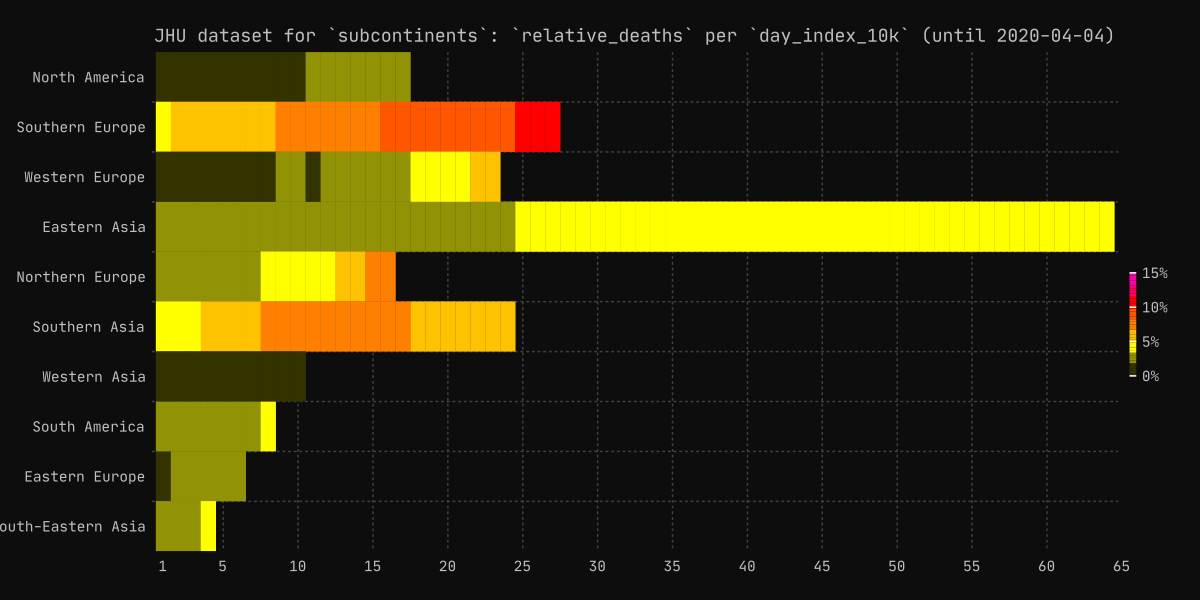 JHU dataset for `subcontinents`: `relative_deaths` per `day_index_10k` (until 2020-04-04)
North America
Southern Europe
Western Europe
Eastern Asia
Northern Europe
Southern Asia
Western Asia
South America
Eastern Europe
outh-Eastern Asia
15%
10%
5%
0%
1 5 10 15 20 25 30 35 40 45 50 55 60 65